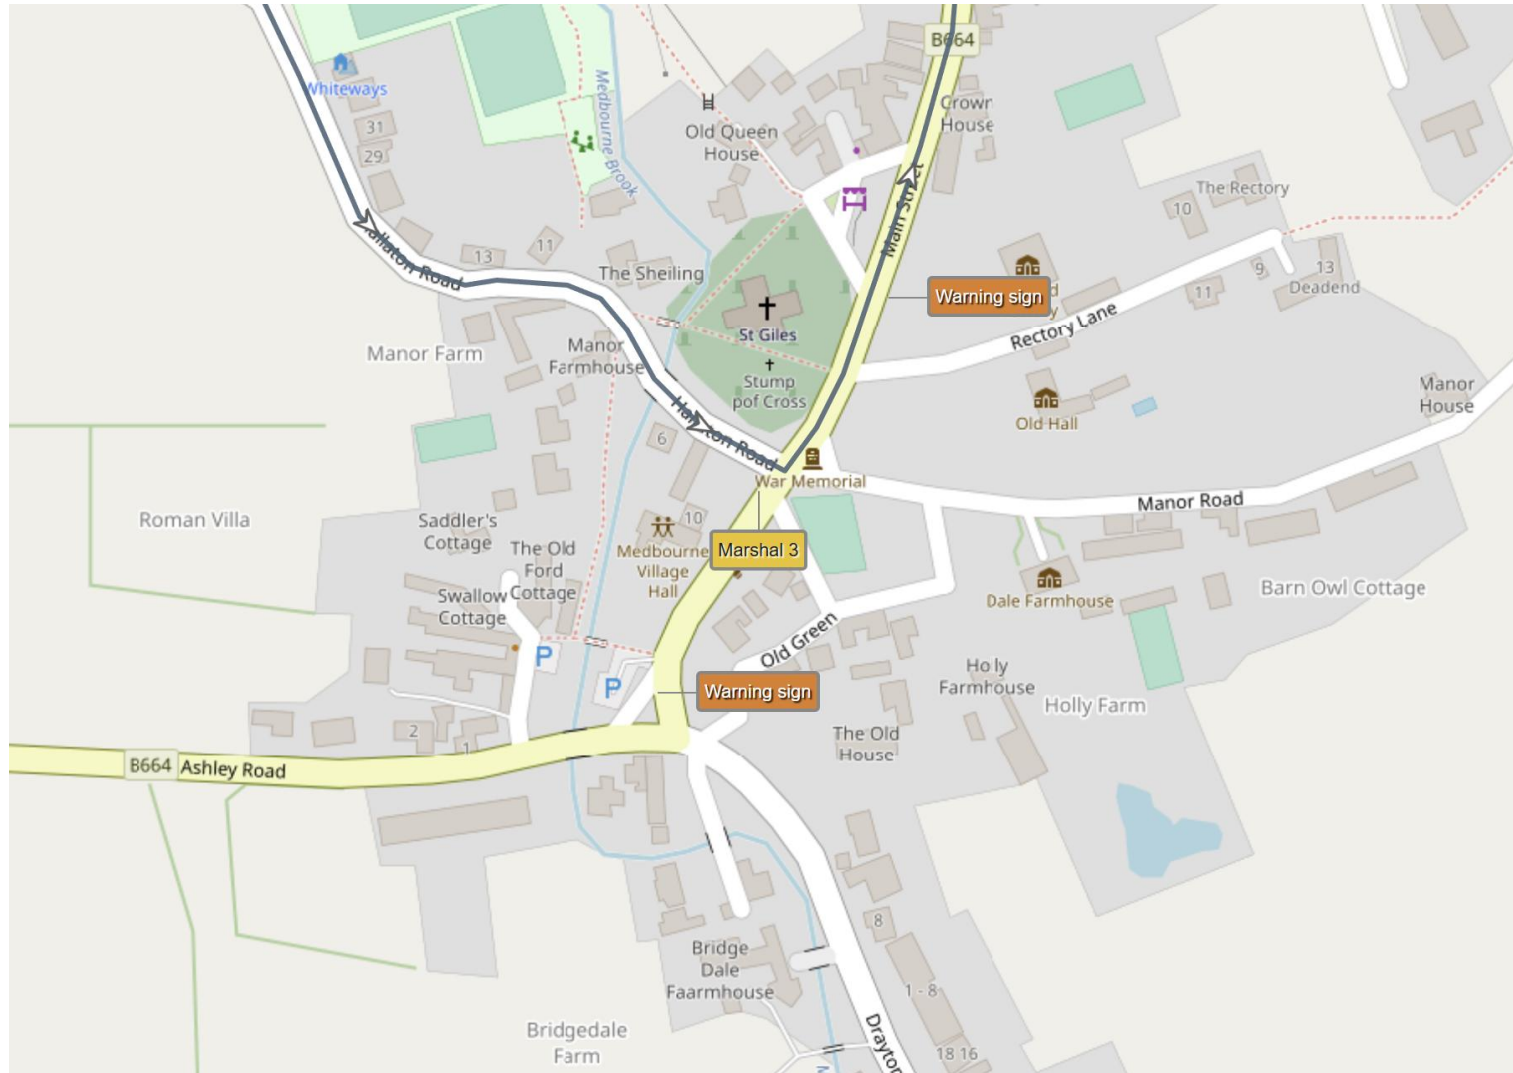 B664
Whiteways
31
29
Medbourne Brook
Old Queen
House
Crown
House
Main Street
The Rectory
10
13
11
Road
The Sheiling
St Giles
Warning sign
9
11
13
Deadend
Rectory Lane
Manor Farm
Manor
Farmhouse
Stump
pof Cross
Old Hall
Manor
House
6
Road
War Memorial
Manor Road
Roman Villa
Saddler's
Cottage
10
Marshal 3
Medbourne
Village
Hall
The Old
Ford
Cottage
Swallow
Cottage
Dale Farmhouse
Barn Owl Cottage
Old Green
P
P
Warning sign
Holly
Farmhouse
Holly Farm
2
1
The Old
House
B664
Ashley Road
8
Bridge
Dale
Faarmhouse
1 - 8
Bridgedale
Farm
Drayton
18 16